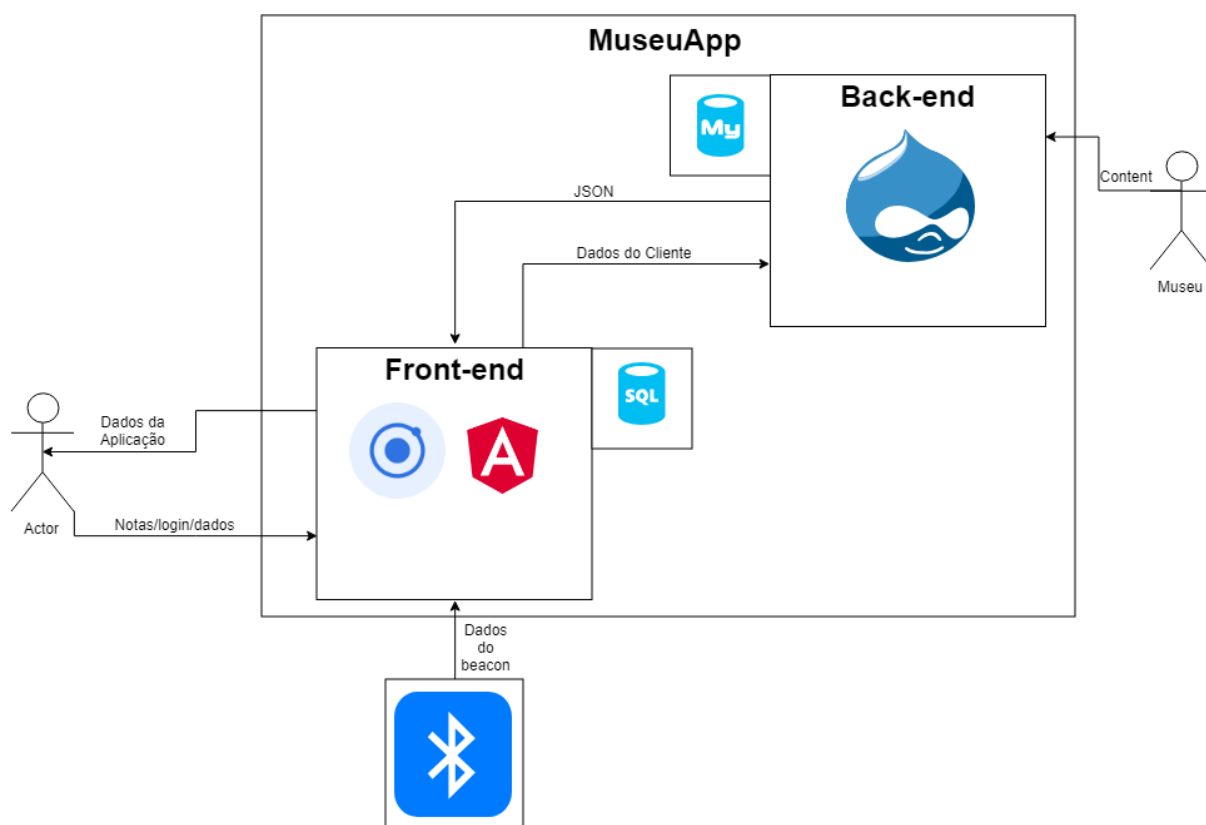 MuseuApp
Back-end
My
Content
Museu
JSON
Dados do Cliente
Front-end
SQL
Dados da
Aplicação
Actor
Notas/login/dados
Dados
do
beacon